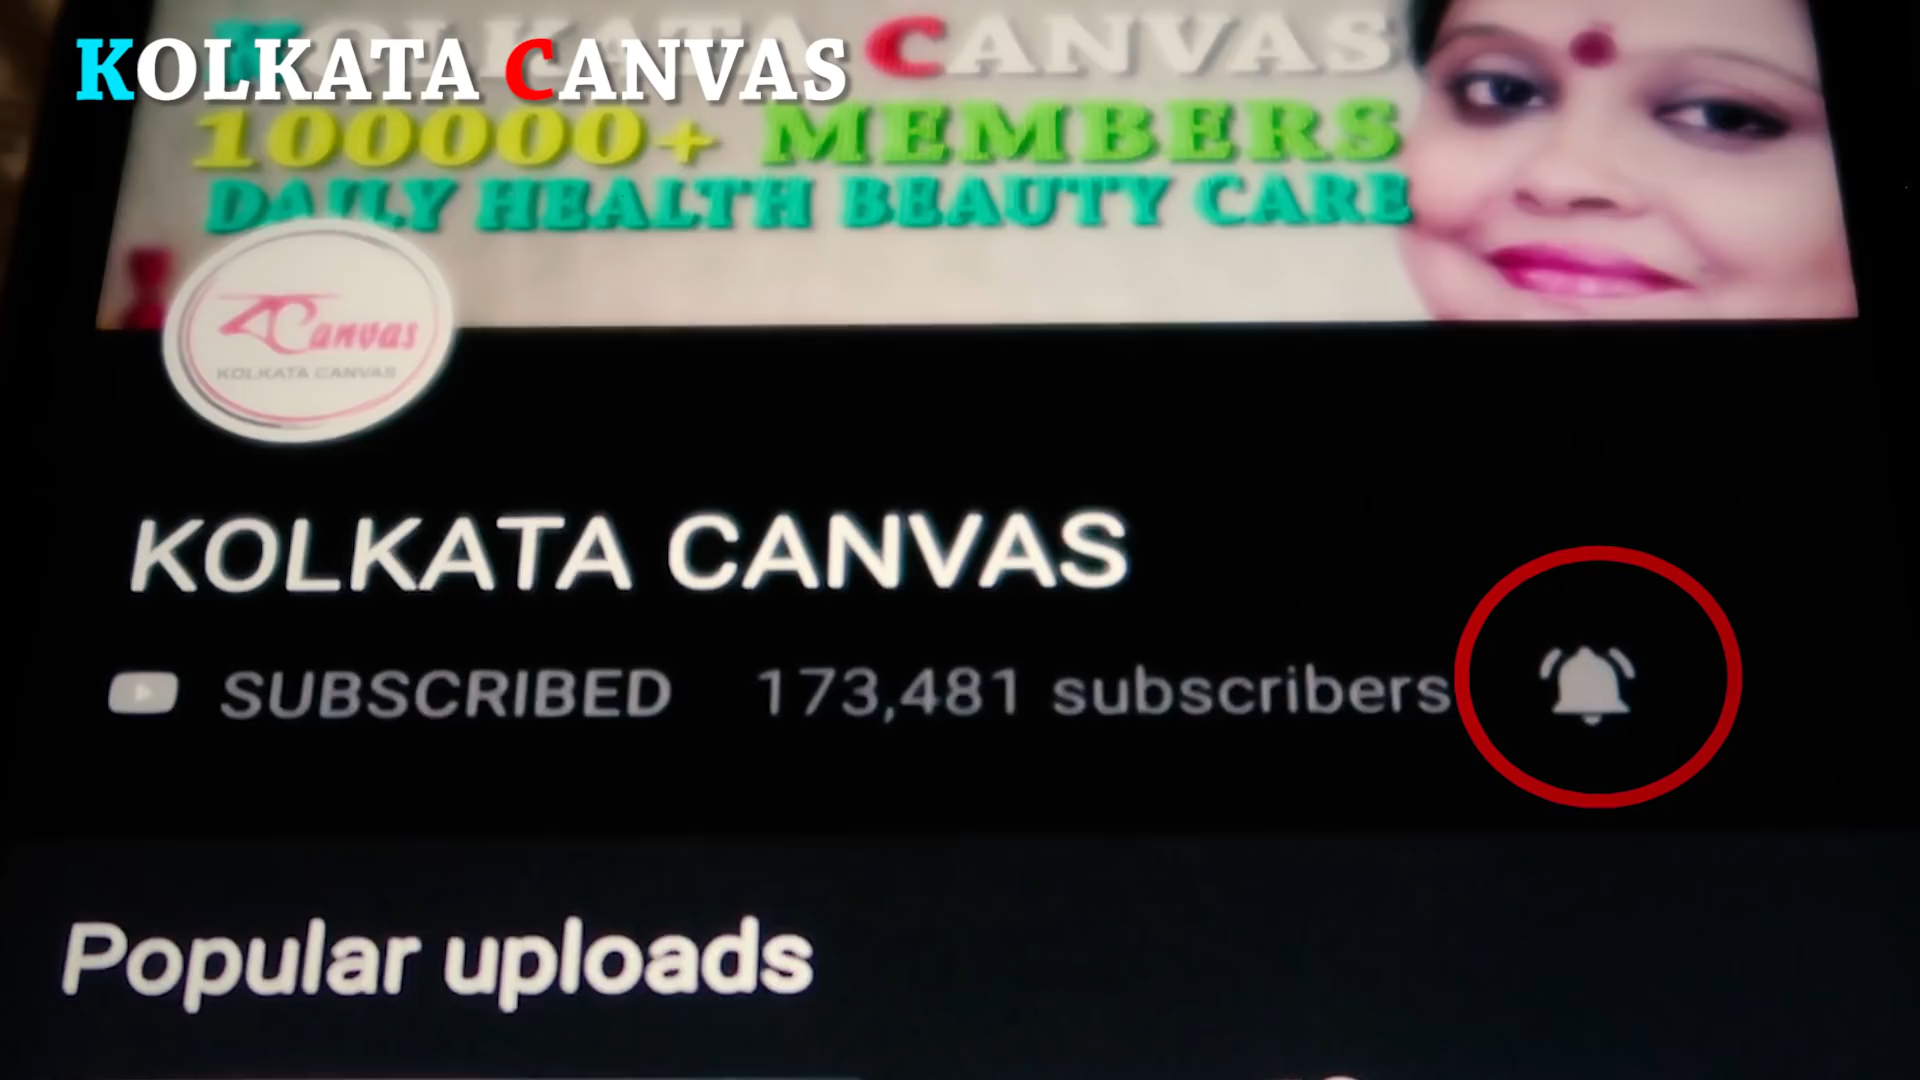 KOLKATA CANVAS
KOLKATA CANVAS
100000+ MEMBERS
DAILY HEALTH BEAUTY CARE
Canvas
KOLKATA CANVAS
KOLKATA CANVAS
SUBSCRIBED 173,481 subscribers
Popular uploads